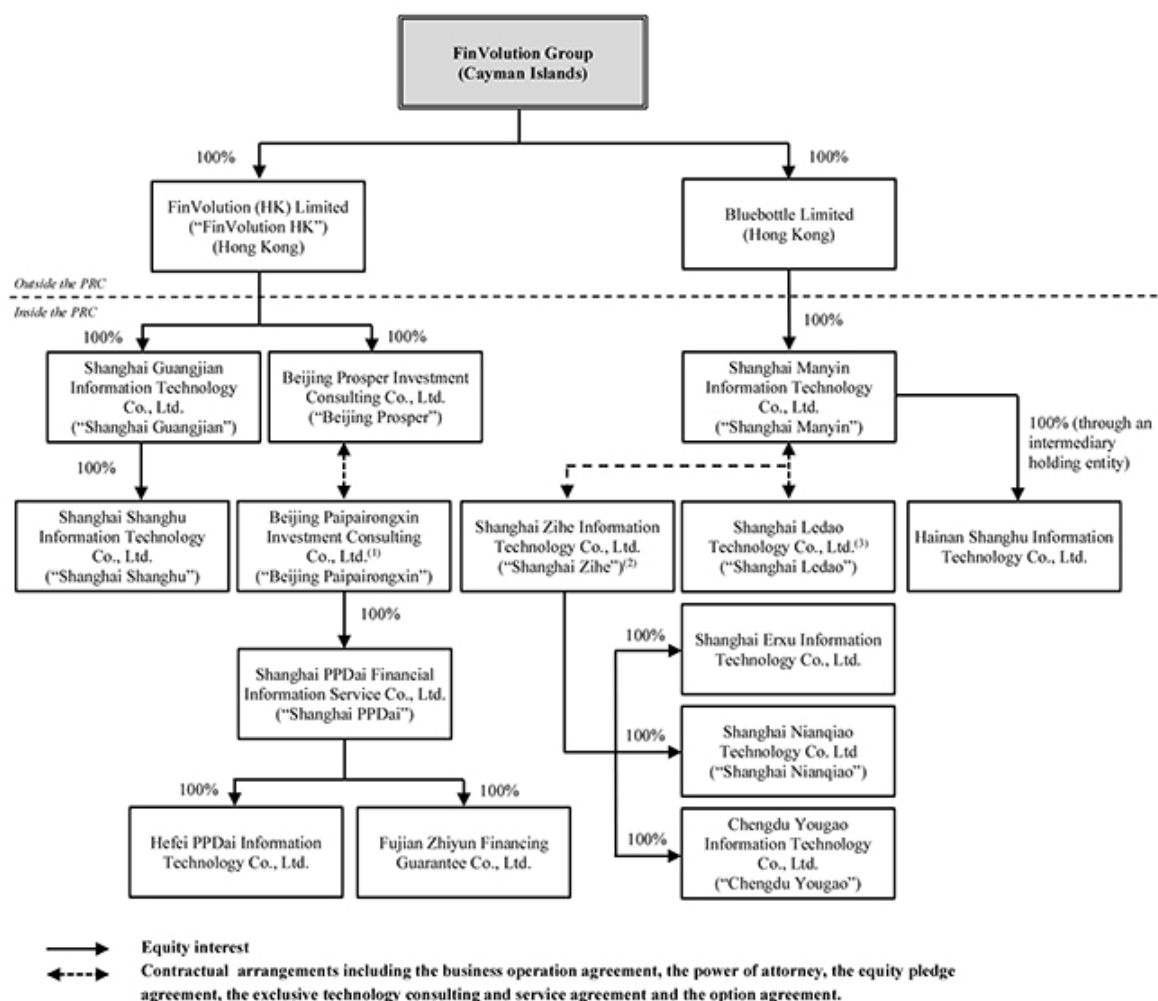 FinVolution Group
(Cayman Islands)
100%
100%
FinVolution (HK) Limited
(“FinVolution HK”)
(Hong Kong)
Bluebottle Limited
(Hong Kong)
Outside the PRC
Inside the PRC
100%
100%
100%
Shanghai Guangjian
Information Technology
Co., Ltd.
(“Shanghai Guangjian”)
Beijing Prosper Investment
Consulting Co., Ltd.
(“Beijing Prosper”)
Shanghai Manyin
Information Technology
Co., Ltd.
(“Shanghai Manyin”)
100% (through an
intermediary
holding entity)
100%
Shanghai Shanghu
Information Technology
Co., Ltd.
(“Shanghai Shanghu”)
Beijing Paipairongxin
Investment Consulting
Co., Ltd.(1)
(“Beijing Paipairongxin”)
Shanghai Zihe Information
Technology Co., Ltd.
(“Shanghai Zihe”)(2)
Shanghai Ledao
Technology Co., Ltd.(3)
(“Shanghai Ledao”)
Hainan Shanghu Information
Technology Co., Ltd.
100%
Shanghai PPDai Financial
Information Service Co., Ltd.
(“Shanghai PPDai”)
100%
Shanghai Erxu Information
Technology Co., Ltd.
100%
Shanghai Nianqiao
Technology Co. Ltd
(“Shanghai Nianqiao”)
100%
100%
Hefei PPDai Information
Technology Co., Ltd.
Fujian Zhiyun Financing
Guarantee Co., Ltd.
100%
Chengdu Yougao
Information Technology
Co., Ltd.
(“Chengdu Yougao”)
Equity interest
Contractual arrangements including the business operation agreement, the power of attorney, the equity pledge
agreement, the exclusive technology consulting and service agreement and the option agreement.